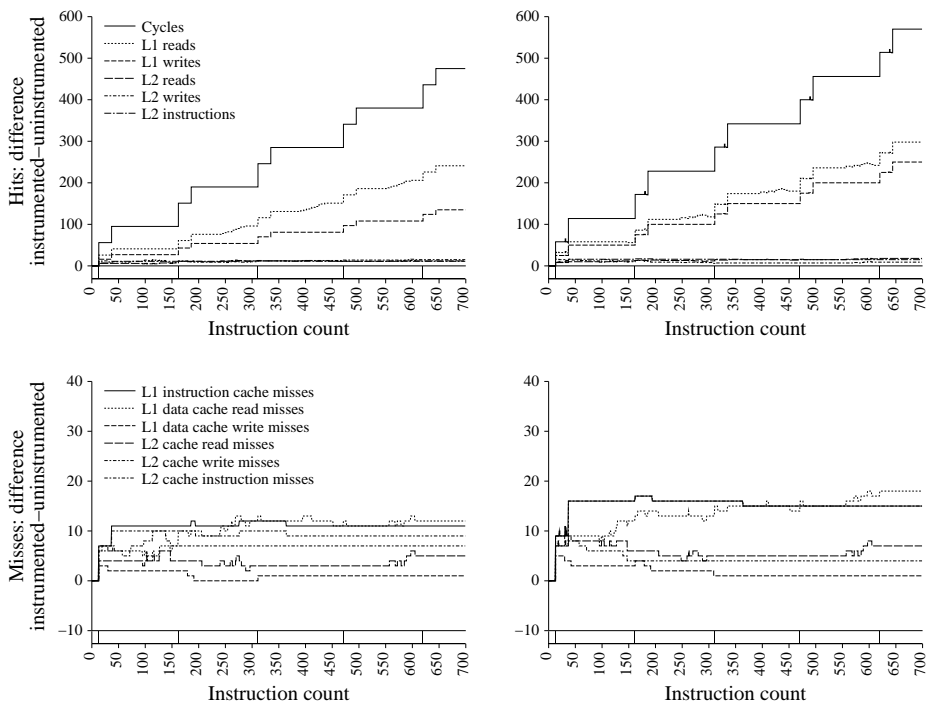 600
500
400
300
200
100
0
Hits: difference
instrumented–uninstrumented
Cycles
L1 reads
L1 writes
L2 reads
L2 writes
L2 instructions
0 50 100 150 200 250 300 350 400 450 500 550 600 650 700
Instruction count
600
500
400
300
200
100
0
0 50 100 150 200 250 300 350 400 450 500 550 600 650 700
Instruction count
40
30
20
10
0
–10
Misses: difference
instrumented–uninstrumented
L1 instruction cache misses
L1 data cache read misses
L1 data cache write misses
L2 cache read misses
L2 cache write misses
L2 cache instruction misses
0 50 100 150 200 250 300 350 400 450 500 550 600 650 700
Instruction count
40
30
20
10
0
–10
0 50 100 150 200 250 300 350 400 450 500 550 600 650 700
Instruction count